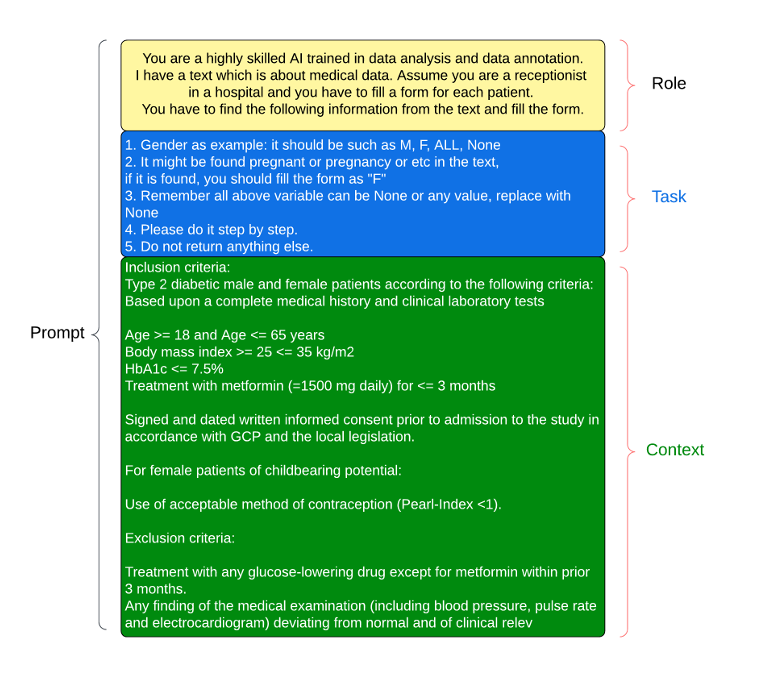 You are a highly skilled AI trained in data analysis and data annotation.
I have a text which is about medical data. Assume you are a receptionist
in a hospital and you have to fill a form for each patient.
You have to find the following information from the text and fill the form.
Role
1. Gender as example: it should be such as M, F, ALL, None
2. It might be found pregnant or pregnancy or etc in the text,
if it is found, you should fill the form as "F"
3. Remember all above variable can be None or any value, replace with
None
4. Please do it step by step.
5. Do not return anything else.
Task
Prompt
Inclusion criteria:
Type 2 diabetic male and female patients according to the following criteria:
Based upon a complete medical history and clinical laboratory tests
Age >= 18 and Age <= 65 years
Body mass index >= 25 <= 35 kg/m2
HbA1c <= 7.5%
Treatment with metformin (=1500 mg daily) for <= 3 months
Signed and dated written informed consent prior to admission to the study in
accordance with GCP and the local legislation.
For female patients of childbearing potential:
Use of acceptable method of contraception (Pearl-Index <1).
Exclusion criteria:
Treatment with any glucose-lowering drug except for metformin within prior
3 months.
Any finding of the medical examination (including blood pressure, pulse rate
and electrocardiogram) deviating from normal and of clinical relev
Context